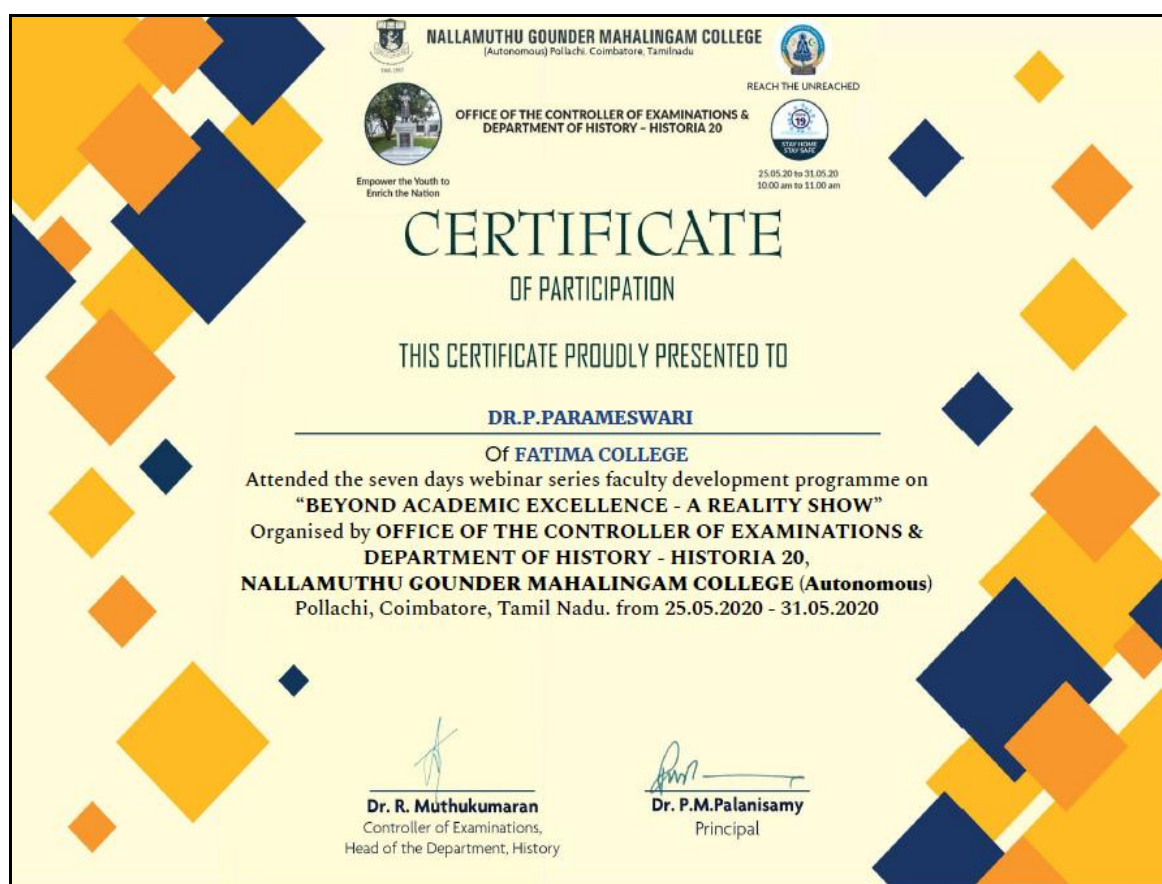 NALLAMUTHU GOUNDER MAHALINGAM COLLEGE
(Autonomous) Pollachi. Coimbatore, Tamilnadu
REACH THE UNREACHED
OFFICE OF THE CONTROLLER OF EXAMINATIONS &
DEPARTMENT OF HISTORY – HISTORIA 20
19
STAY HOME
STAY SAFE
Empower the Youth to
Enrich the Nation
25.05.20 to 31.05.20
10.00 am to 11.00 am
CERTIFICATE
OF PARTICIPATION
THIS CERTIFICATE PROUDLY PRESENTED TO
DR.P.PARAMESWARI
Of FATIMA COLLEGE
Attended the seven days webinar series faculty development programme on
“BEYOND ACADEMIC EXCELLENCE - A REALITY SHOW”
Organised by OFFICE OF THE CONTROLLER OF EXAMINATIONS &
DEPARTMENT OF HISTORY - HISTORIA 20,
NALLAMUTHU GOUNDER MAHALINGAM COLLEGE (Autonomous)
Pollachi, Coimbatore, Tamil Nadu. from 25.05.2020 - 31.05.2020
Dr. R. Muthukumaran
Controller of Examinations,
Head of the Department, History
Dr. P.M.Palanisamy
Principal